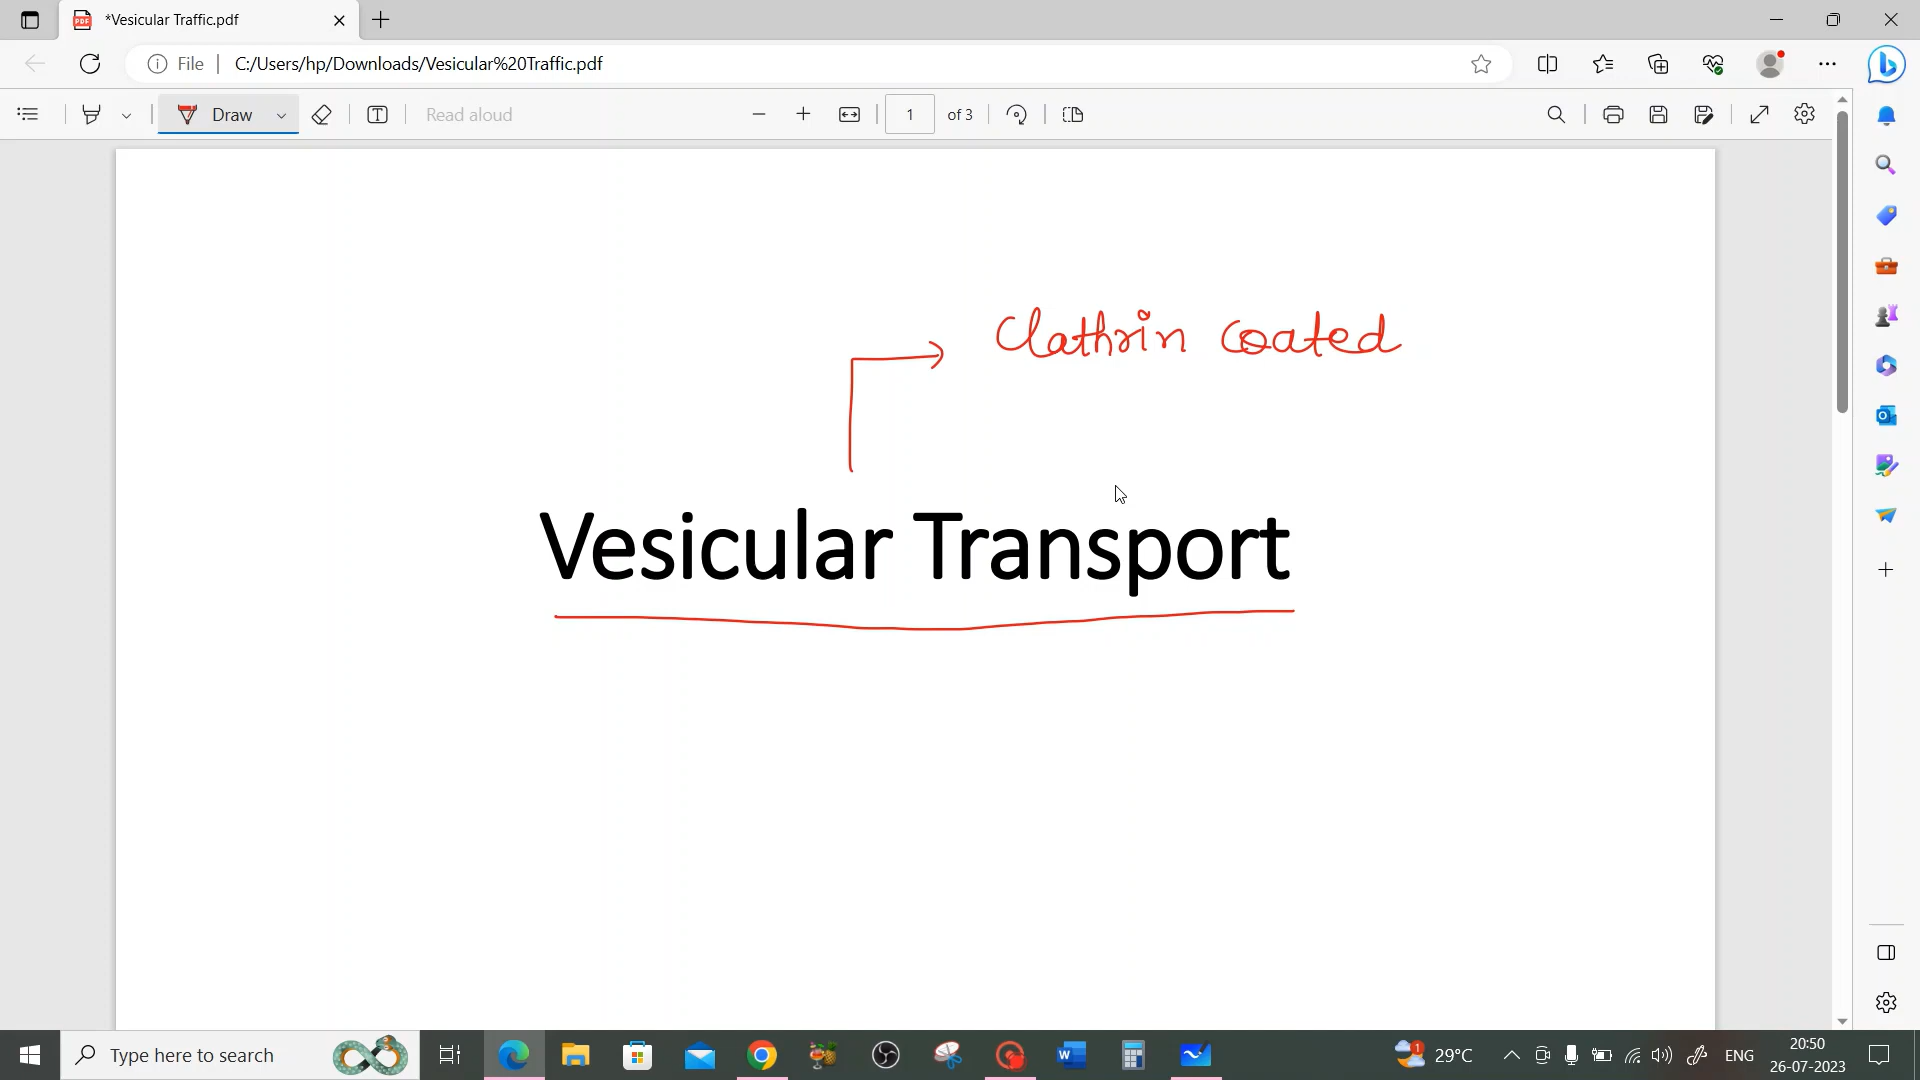 *Vesicular Traffic.pdf
File
C:/Users/hp/Downloads/Vesicular%20Traffic.pdf
Draw
Read aloud
1
of 3
Clathrin coated
Vesicular Transport
Type here to search
29°C
ENG
20:50
26-07-2023